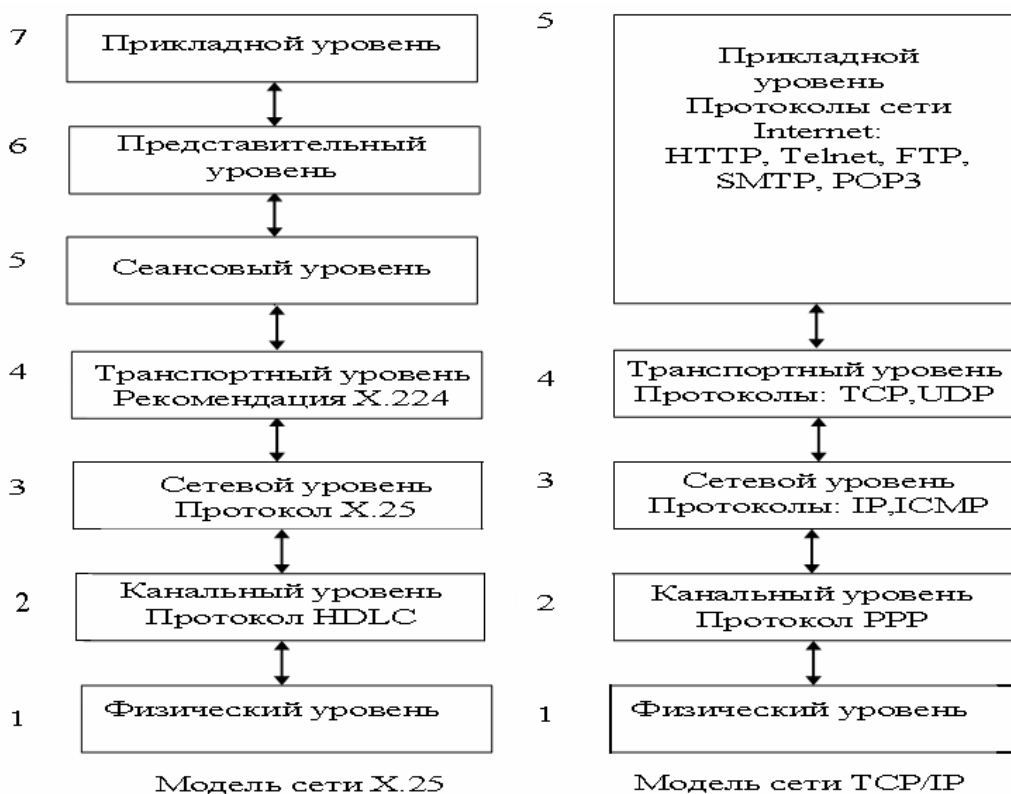 7
Прикладной уровень
6
Представительный
уровень
5
Сеансовый уровень
4
Транспортный уровень
Рекомендация X.224
3
Сетевой уровень
Протокол X.25
2
Канальный уровень
Протокол HDLC
1
Физический уровень
Модель сети X.25
5
Прикладной
уровень
Протоколы сети
Internet:
HTTP, Telnet, FTP,
SMTP, POP3
4
Транспортный уровень
Протоколы: TCP,UDP
3
Сетевой уровень
Протоколы: IP,ICMP
2
Канальный уровень
Протокол PPP
1
Физический уровень
Модель сети TCP/IP